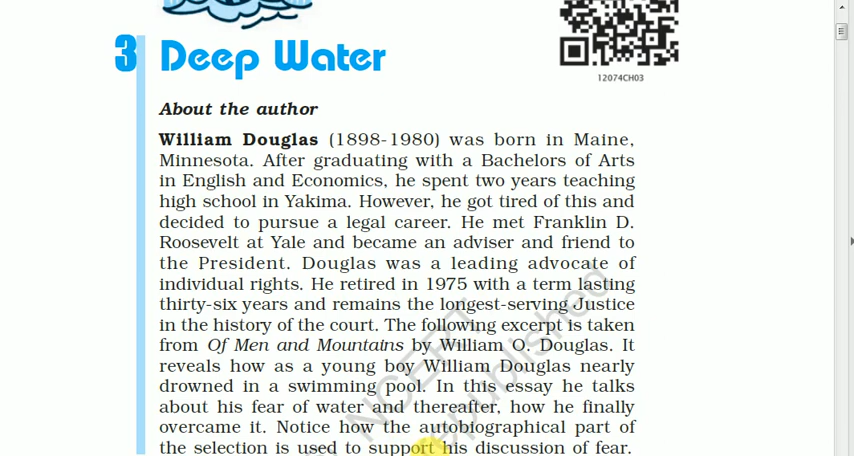 12074CH03
3 Deep Water
About the author
William Douglas (1898-1980) was born in Maine,
Minnesota. After graduating with a Bachelors of Arts
in English and Economics, he spent two years teaching
high school in Yakima. However, he got tired of this and
decided to pursue a legal career. He met Franklin D.
Roosevelt at Yale and became an adviser and friend to
the President. Douglas was a leading advocate of
individual rights. He retired in 1975 with a term lasting
thirty-six years and remains the longest-serving Justice
in the history of the court. The following excerpt is taken
from Of Men and Mountains by William O. Douglas. It
reveals how as a young boy William Douglas nearly
drowned in a swimming pool. In this essay he talks
about his fear of water and thereafter, how he finally
overcame it. Notice how the autobiographical part of
the selection is used to support his discussion of fear.
NCERT
republished